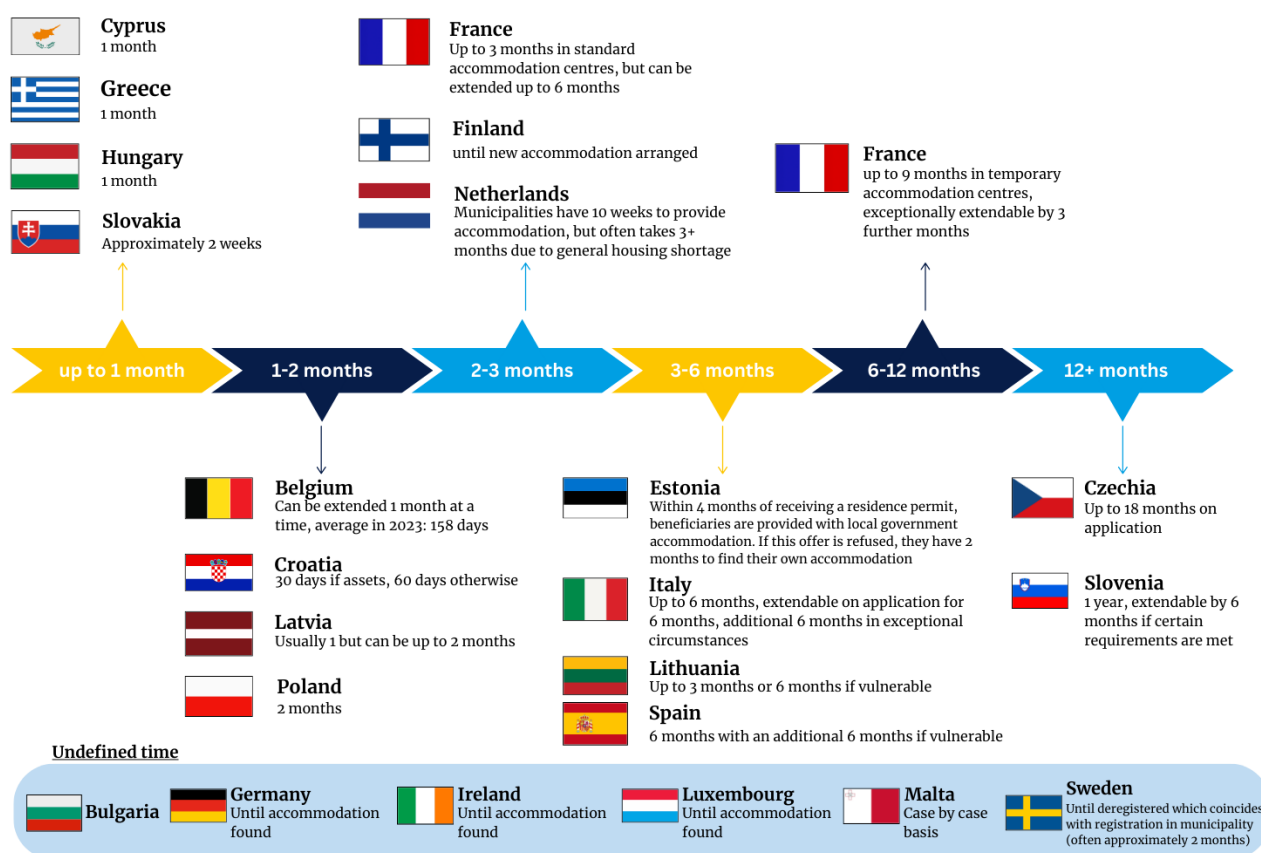 Cyprus
1 month
Greece
1 month
Hungary
1 month
Slovakia
Approximately 2 weeks
France
Up to 3 months in standard
accommodation centres, but can be
extended up to 6 months
Finland
until new accommodation arranged
Netherlands
Municipalities have 10 weeks to provide
accommodation, but often takes 3+
months due to general housing shortage
France
up to 9 months in temporary
accommodation centres,
exceptionally extendable by 3
further months
up to 1 month
1-2 months
2-3 months
3-6 months
6-12 months
12+ months
Belgium
Can be extended 1 month at a
time, average in 2023: 158 days
Croatia
30 days if assets, 60 days otherwise
Latvia
Usually 1 but can be up to 2 months
Poland
2 months
Estonia
Within 4 months of receiving a residence permit,
beneficiaries are provided with local government
accommodation. If this offer is refused, they have 2
months to find their own accommodation
Italy
Up to 6 months, extendable on application for
6 months, additional 6 months in exceptional
circumstances
Lithuania
Up to 3 months or 6 months if vulnerable
Spain
6 months with an additional 6 months if vulnerable
Czechia
Up to 18 months on
application
Slovenia
1 year, extendable by 6
months if certain
requirements are met
Undefined time
Bulgaria
Germany
Until accommodation
found
Ireland
Until accommodation
found
Luxembourg
Until accommodation
found
Malta
Case by case
basis
Sweden
Until deregistered which coincides
with registration in municipality
(often approximately 2 months)